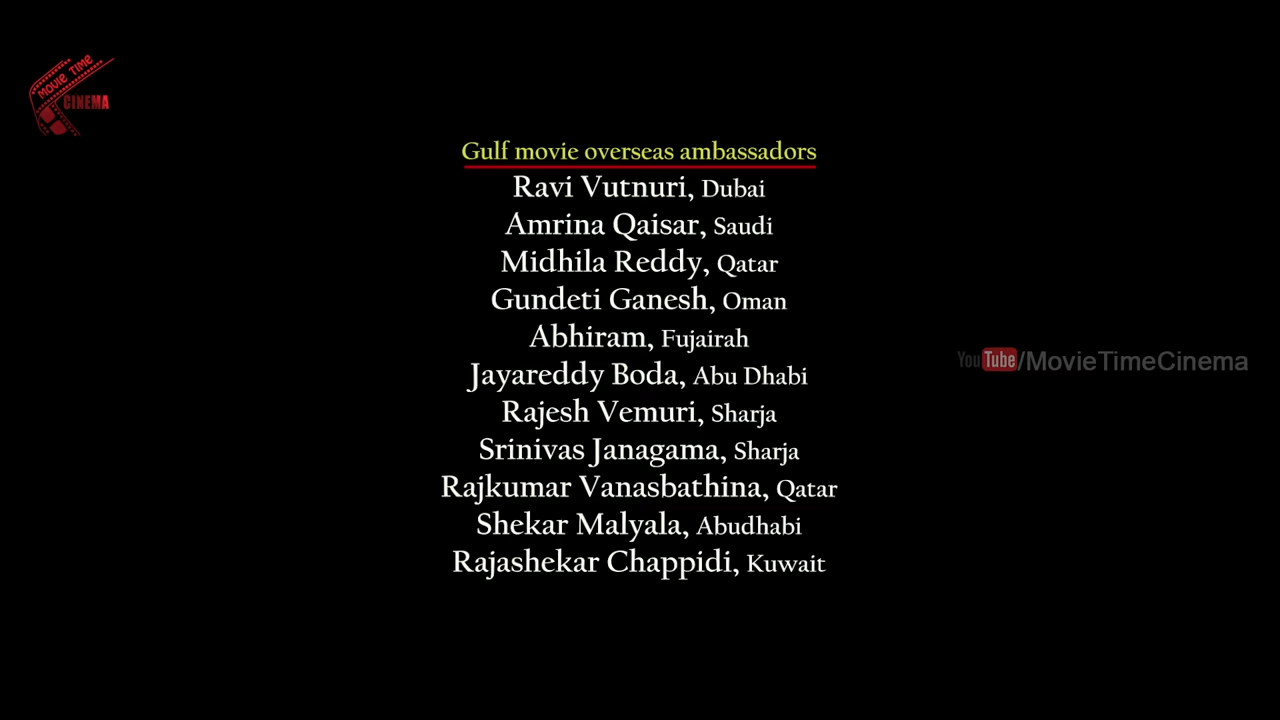 MOVIE TIME
CINEMA
Gulf movie overseas ambassadors
Ravi Vutnuri, Dubai
Amrina Qaisar, Saudi
Midhila Reddy, Qatar
Gundeti Ganesh, Oman
Abhiram, Fujairah
YouTube/MovieTimeCinema
Jayareddy Boda, Abu Dhabi
Rajesh Vemuri, Sharja
Srinivas Janagama, Sharja
Rajkumar Vanasbathina, Qatar
Shekar Malyala, Abudhabi
Rajashekar Chappidi, Kuwait